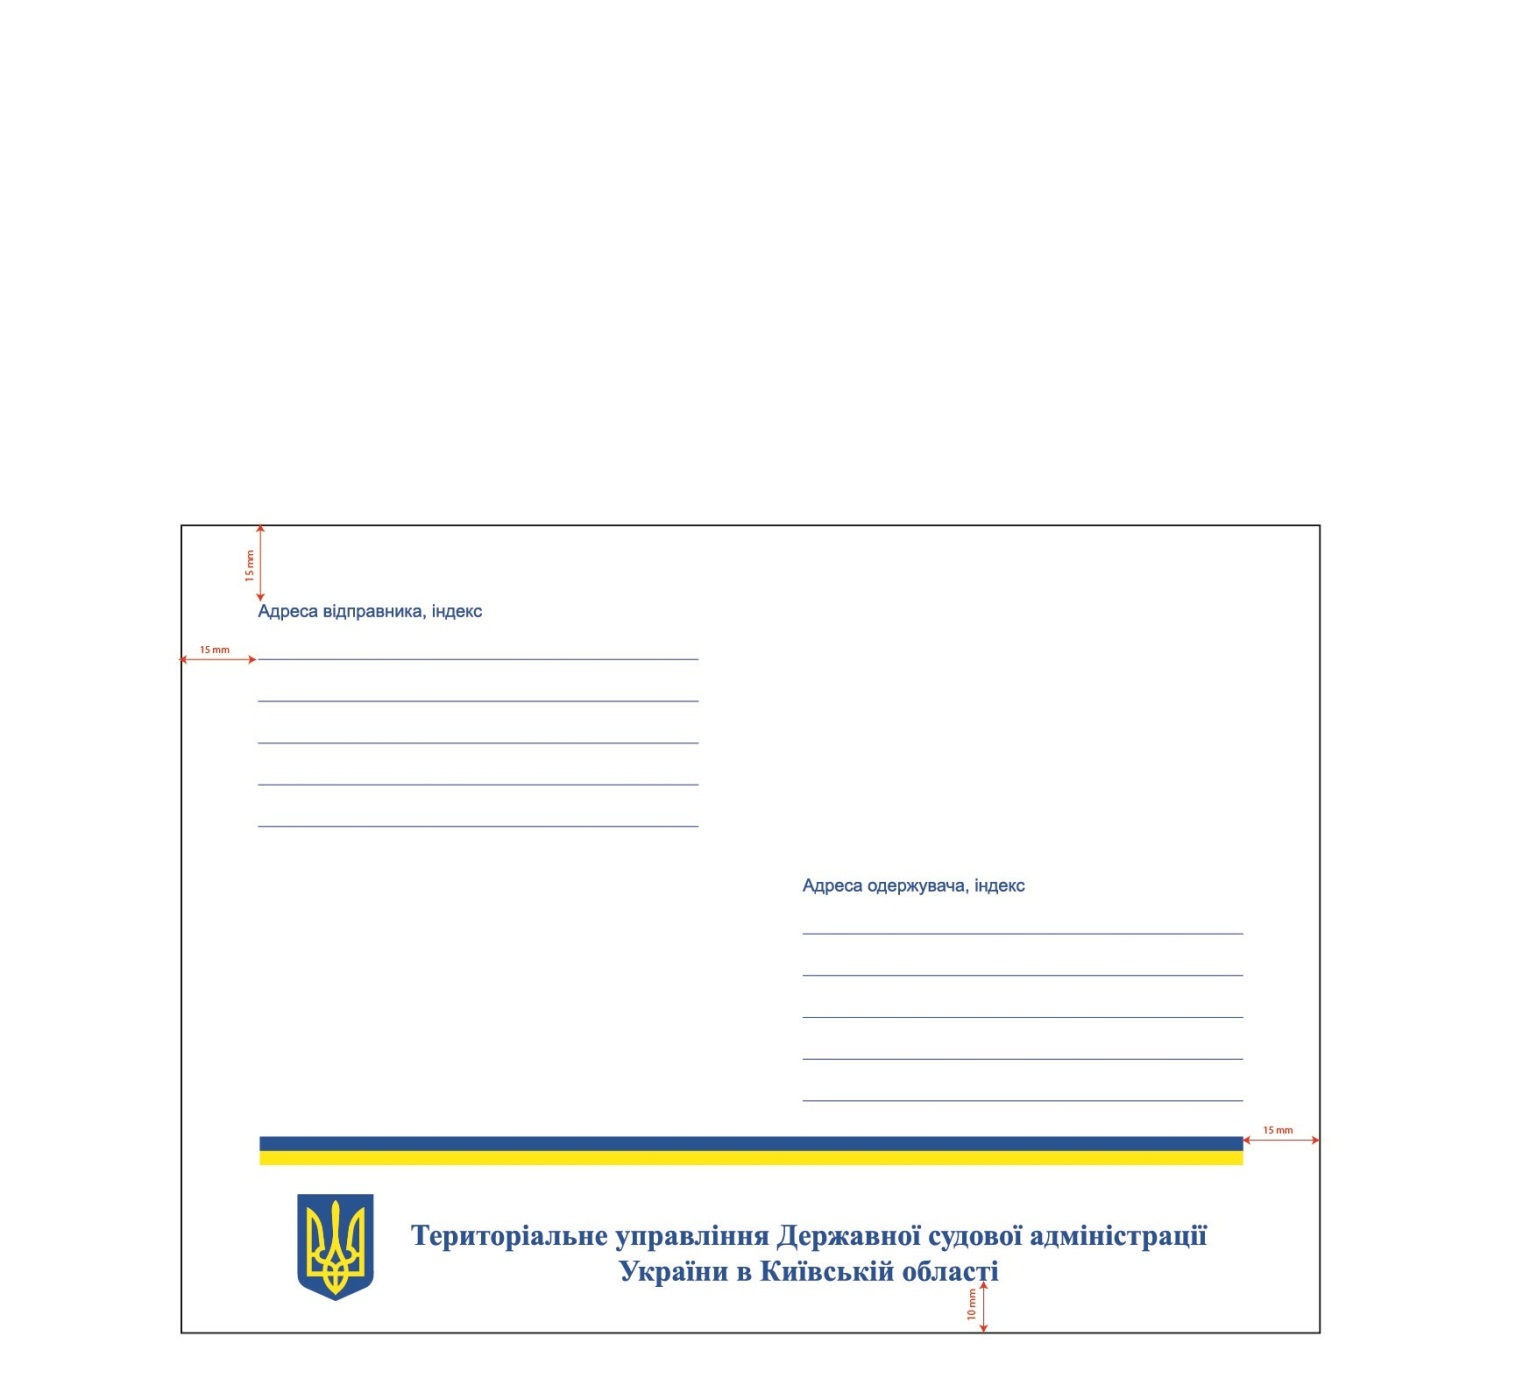 15 mm
Адреса відправника, індекс
15 mm
Адреса одержувача, індекс
15 mm
Територіальне управління Державної судової адміністрації
України в Київській області
10 mm